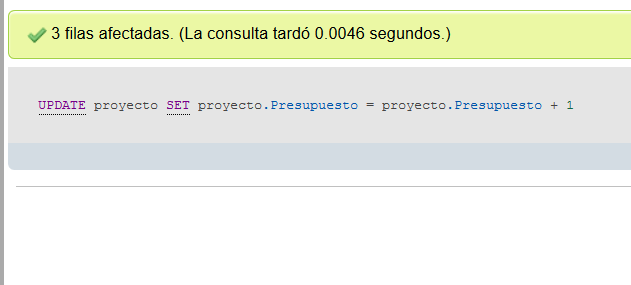 3 filas afectadas. (La consulta tardó 0.0046 segundos.)
UPDATE proyecto SET proyecto.Presupuesto = proyecto.Presupuesto + 1